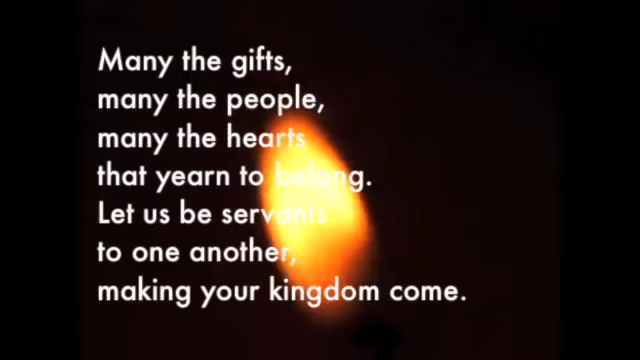 Many the gifts,
many the people,
many the hearts
that yearn to belong.
Let us be servants
to one another,
making your kingdom come.